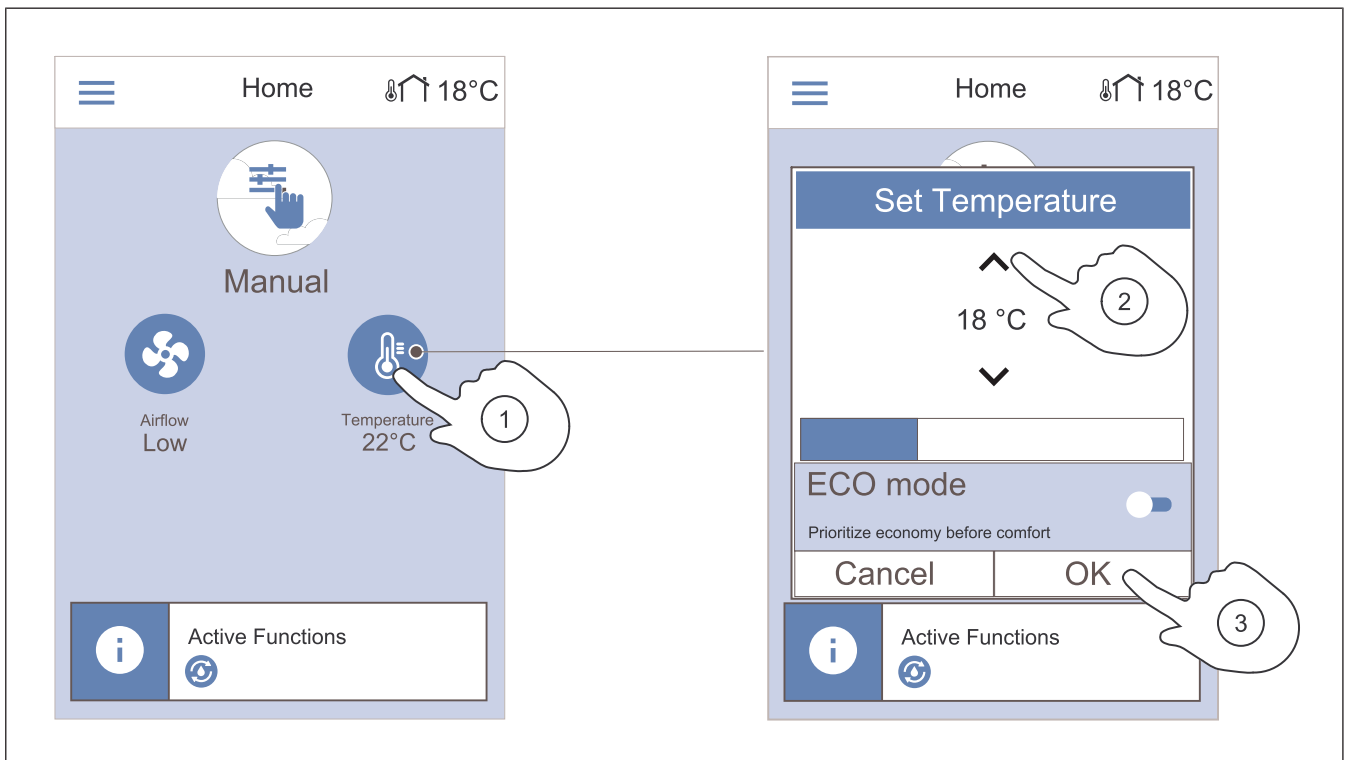 Home 18°C
Manual
Airflow
Low
Temperature
22°C
1
i
Active Functions
Home 18°C
Set Temperature
2
18 °C
ECO mode
Prioritize economy before comfort
Cancel OK
3
i
Active Functions